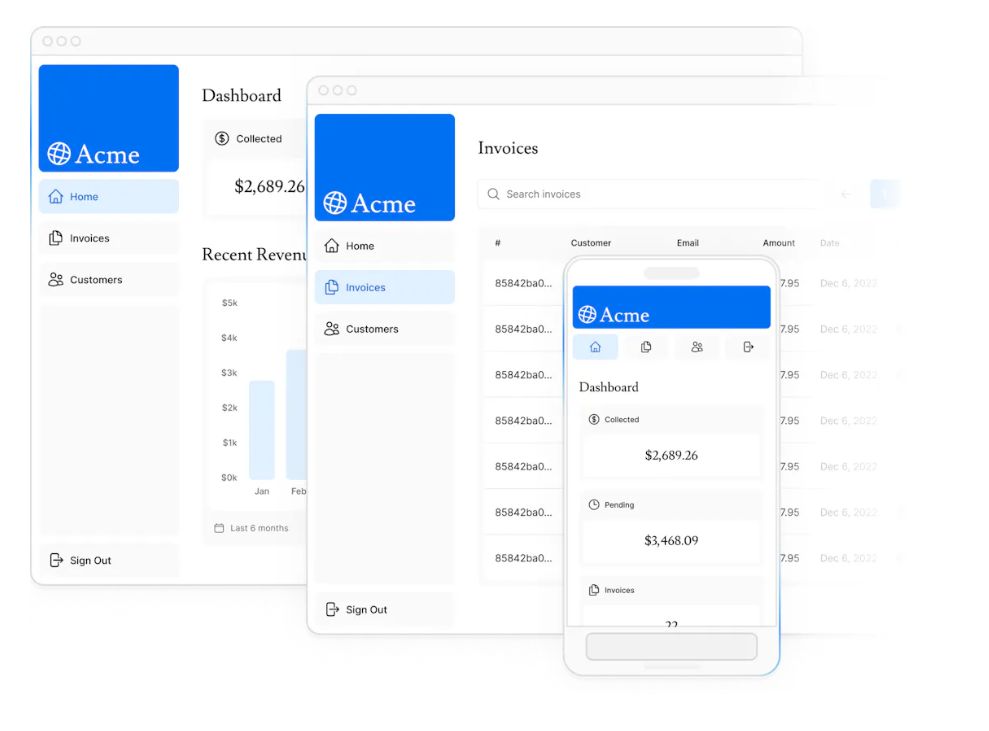 Acme
Home
Invoices
Customers
Sign Out
Dashboard
Collected
$2,689.26
$5k
$4k
$3k
$2k
$1k
$0k
Jan
Feb
Last 6 months
Acme
Home
Invoices
Customers
Sign Out
Invoices
Search invoices
# Customer Email Amount Date
85842ba0... 7.95 Dec 6, 2022
85842ba0... 7.95 Dec 6, 2022
85842ba0... 7.95 Dec 6, 2022
85842ba0... 7.95 Dec 6, 2022
85842ba0... 7.95 Dec 6, 2022
85842ba0... 7.95 Dec 6, 2022
85842ba0... 7.95 Dec 6, 2022
Acme
Dashboard
Collected
$2,689.26
Pending
$3,468.09
Invoices
22